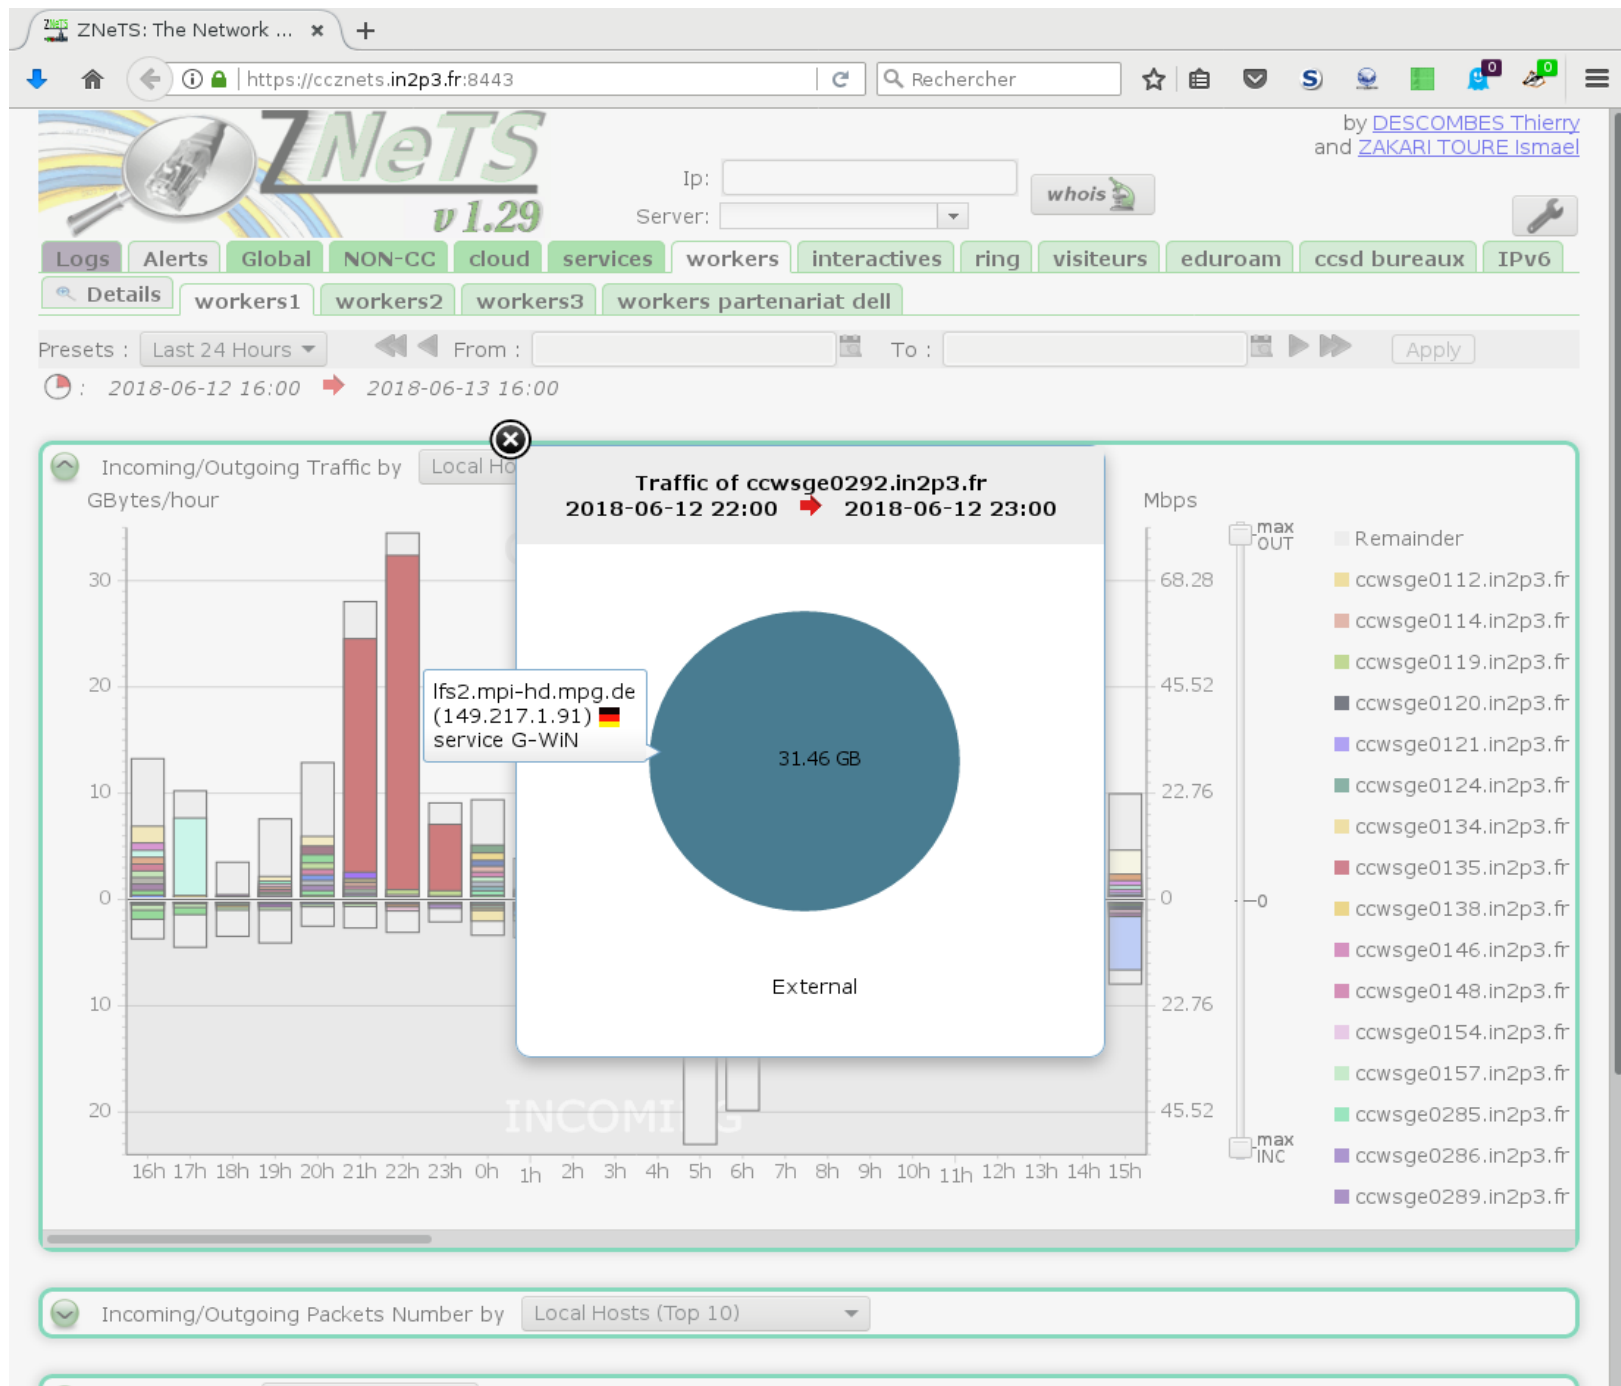 ZNeTS: The Network ...
https://ccznets.in2p3.fr:8443
Rechercher
0
0
ZNeTS
v 1.29
by DESCOMBES Thierry
and ZAKARI TOURE Ismael
Ip:
whois
Server:
Logs Alerts Global NON-CC cloud services workers interactives ring visiteurs eduroam ccsd bureaux IPv6
Details workers1 workers2 workers3 workers partenariat dell
Presets : Last 24 Hours From : To : Apply
: 2018-06-12 16:00 2018-06-13 16:00
Incoming/Outgoing Traffic by Local Ho
GBytes/hour
Mbps
Traffic of ccwsge0292.in2p3.fr
2018-06-12 22:00 2018-06-12 23:00
lfs2.mpi-hd.mpg.de
(149.217.1.91)
service G-WiN
31.46 GB
External
30
20
10
0
10
20
68.28
45.52
22.76
0
22.76
45.52
max
OUT
0
max
INC
INCOMI G
16h 17h 18h 19h 20h 21h 22h 23h 0h 1h 2h 3h 4h 5h 6h 7h 8h 9h 10h 11h 12h 13h 14h 15h
Remainder
ccwsge0112.in2p3.fr
ccwsge0114.in2p3.fr
ccwsge0119.in2p3.fr
ccwsge0120.in2p3.fr
ccwsge0121.in2p3.fr
ccwsge0124.in2p3.fr
ccwsge0134.in2p3.fr
ccwsge0135.in2p3.fr
ccwsge0138.in2p3.fr
ccwsge0146.in2p3.fr
ccwsge0148.in2p3.fr
ccwsge0154.in2p3.fr
ccwsge0157.in2p3.fr
ccwsge0285.in2p3.fr
ccwsge0286.in2p3.fr
ccwsge0289.in2p3.fr
Incoming/Outgoing Packets Number by Local Hosts (Top 10)